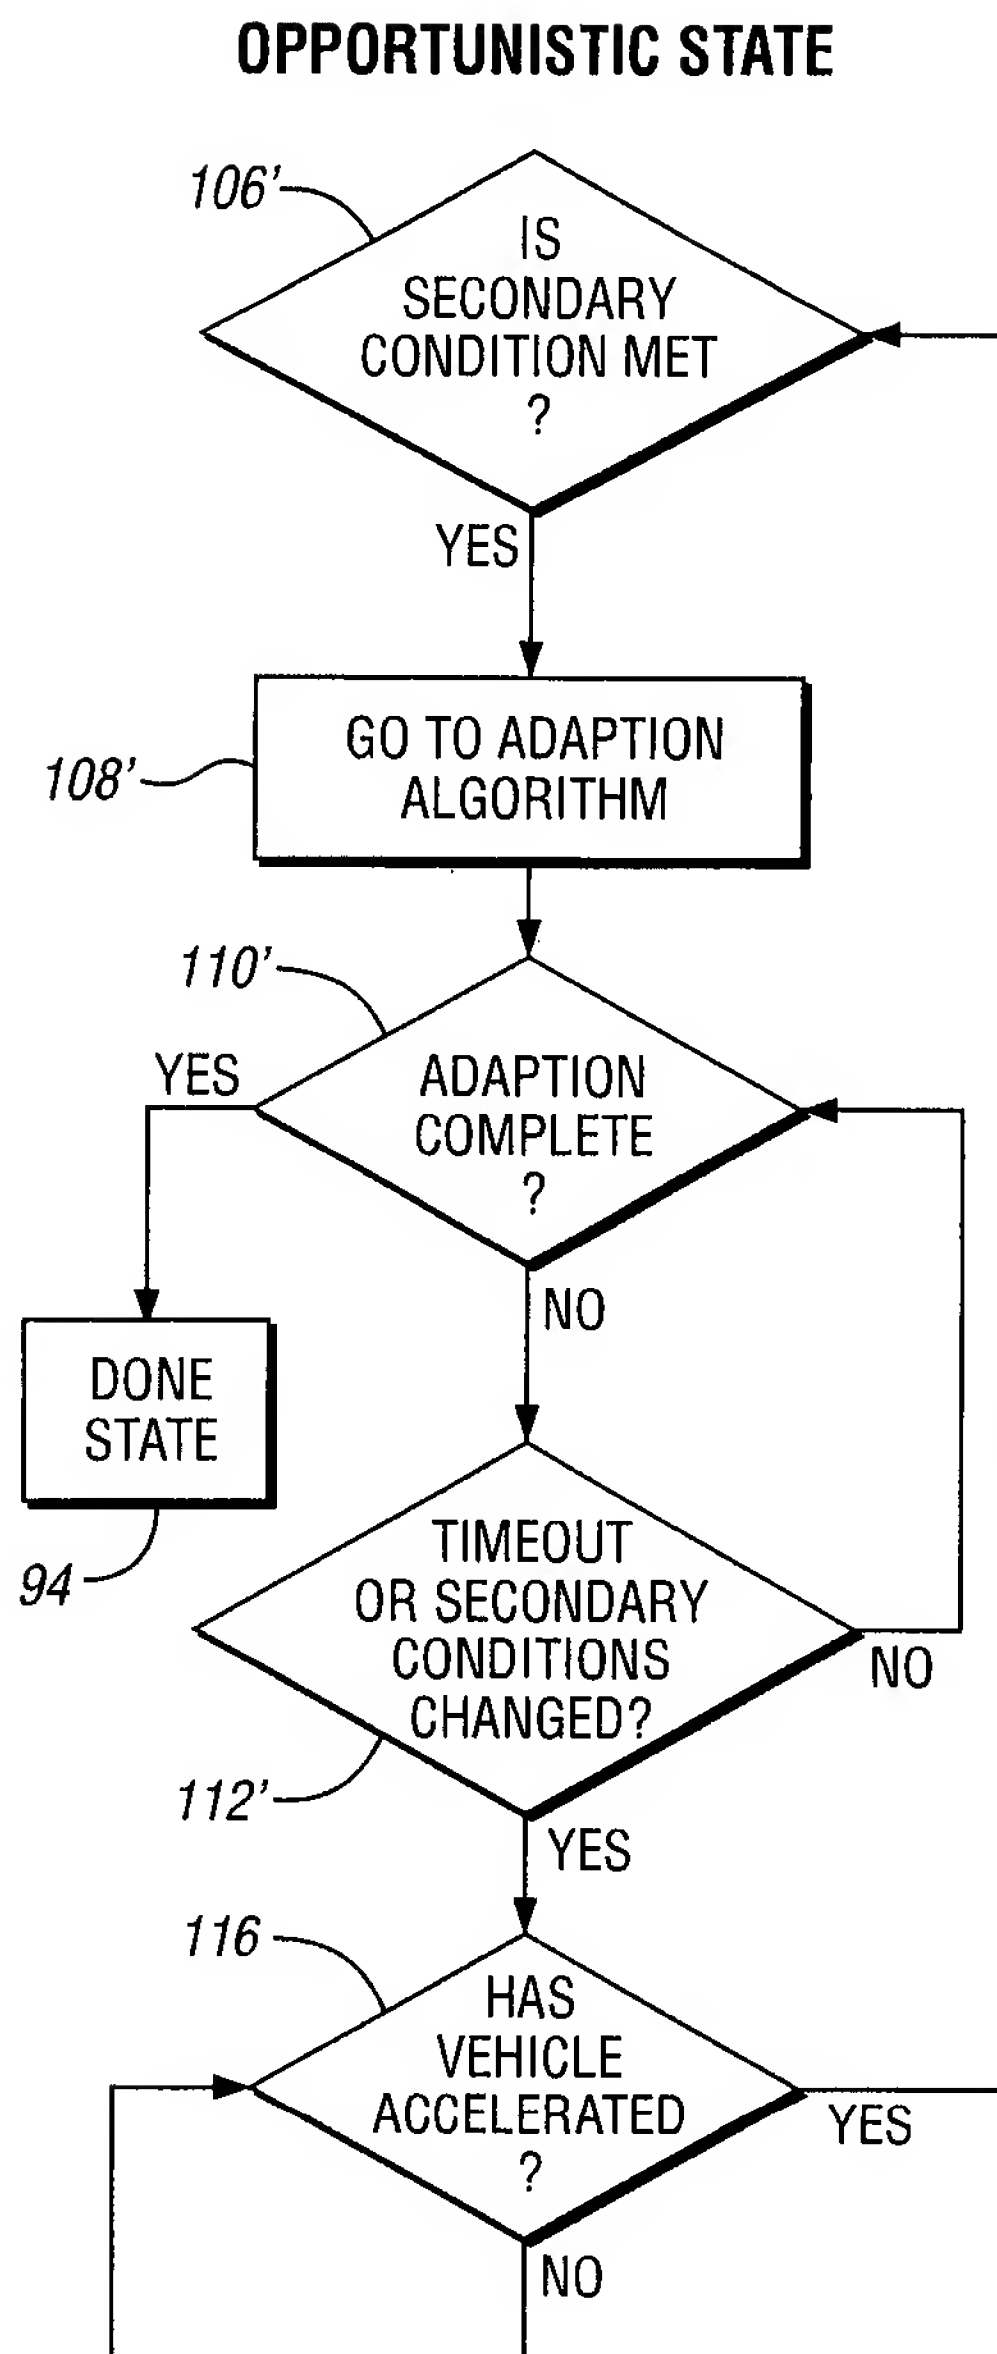 OPPORTUNISTIC STATE
106'
IS
SECONDARY
CONDITION MET
?
YES
GO TO ADAPTION
ALGORITHM
108'
110'
YES
ADAPTION
COMPLETE
?
NO
DONE
STATE
94
TIMEOUT
OR SECONDARY
CONDITIONS
CHANGED?
NO
112'
YES
116
HAS
VEHICLE
ACCELERATED
?
YES
NO